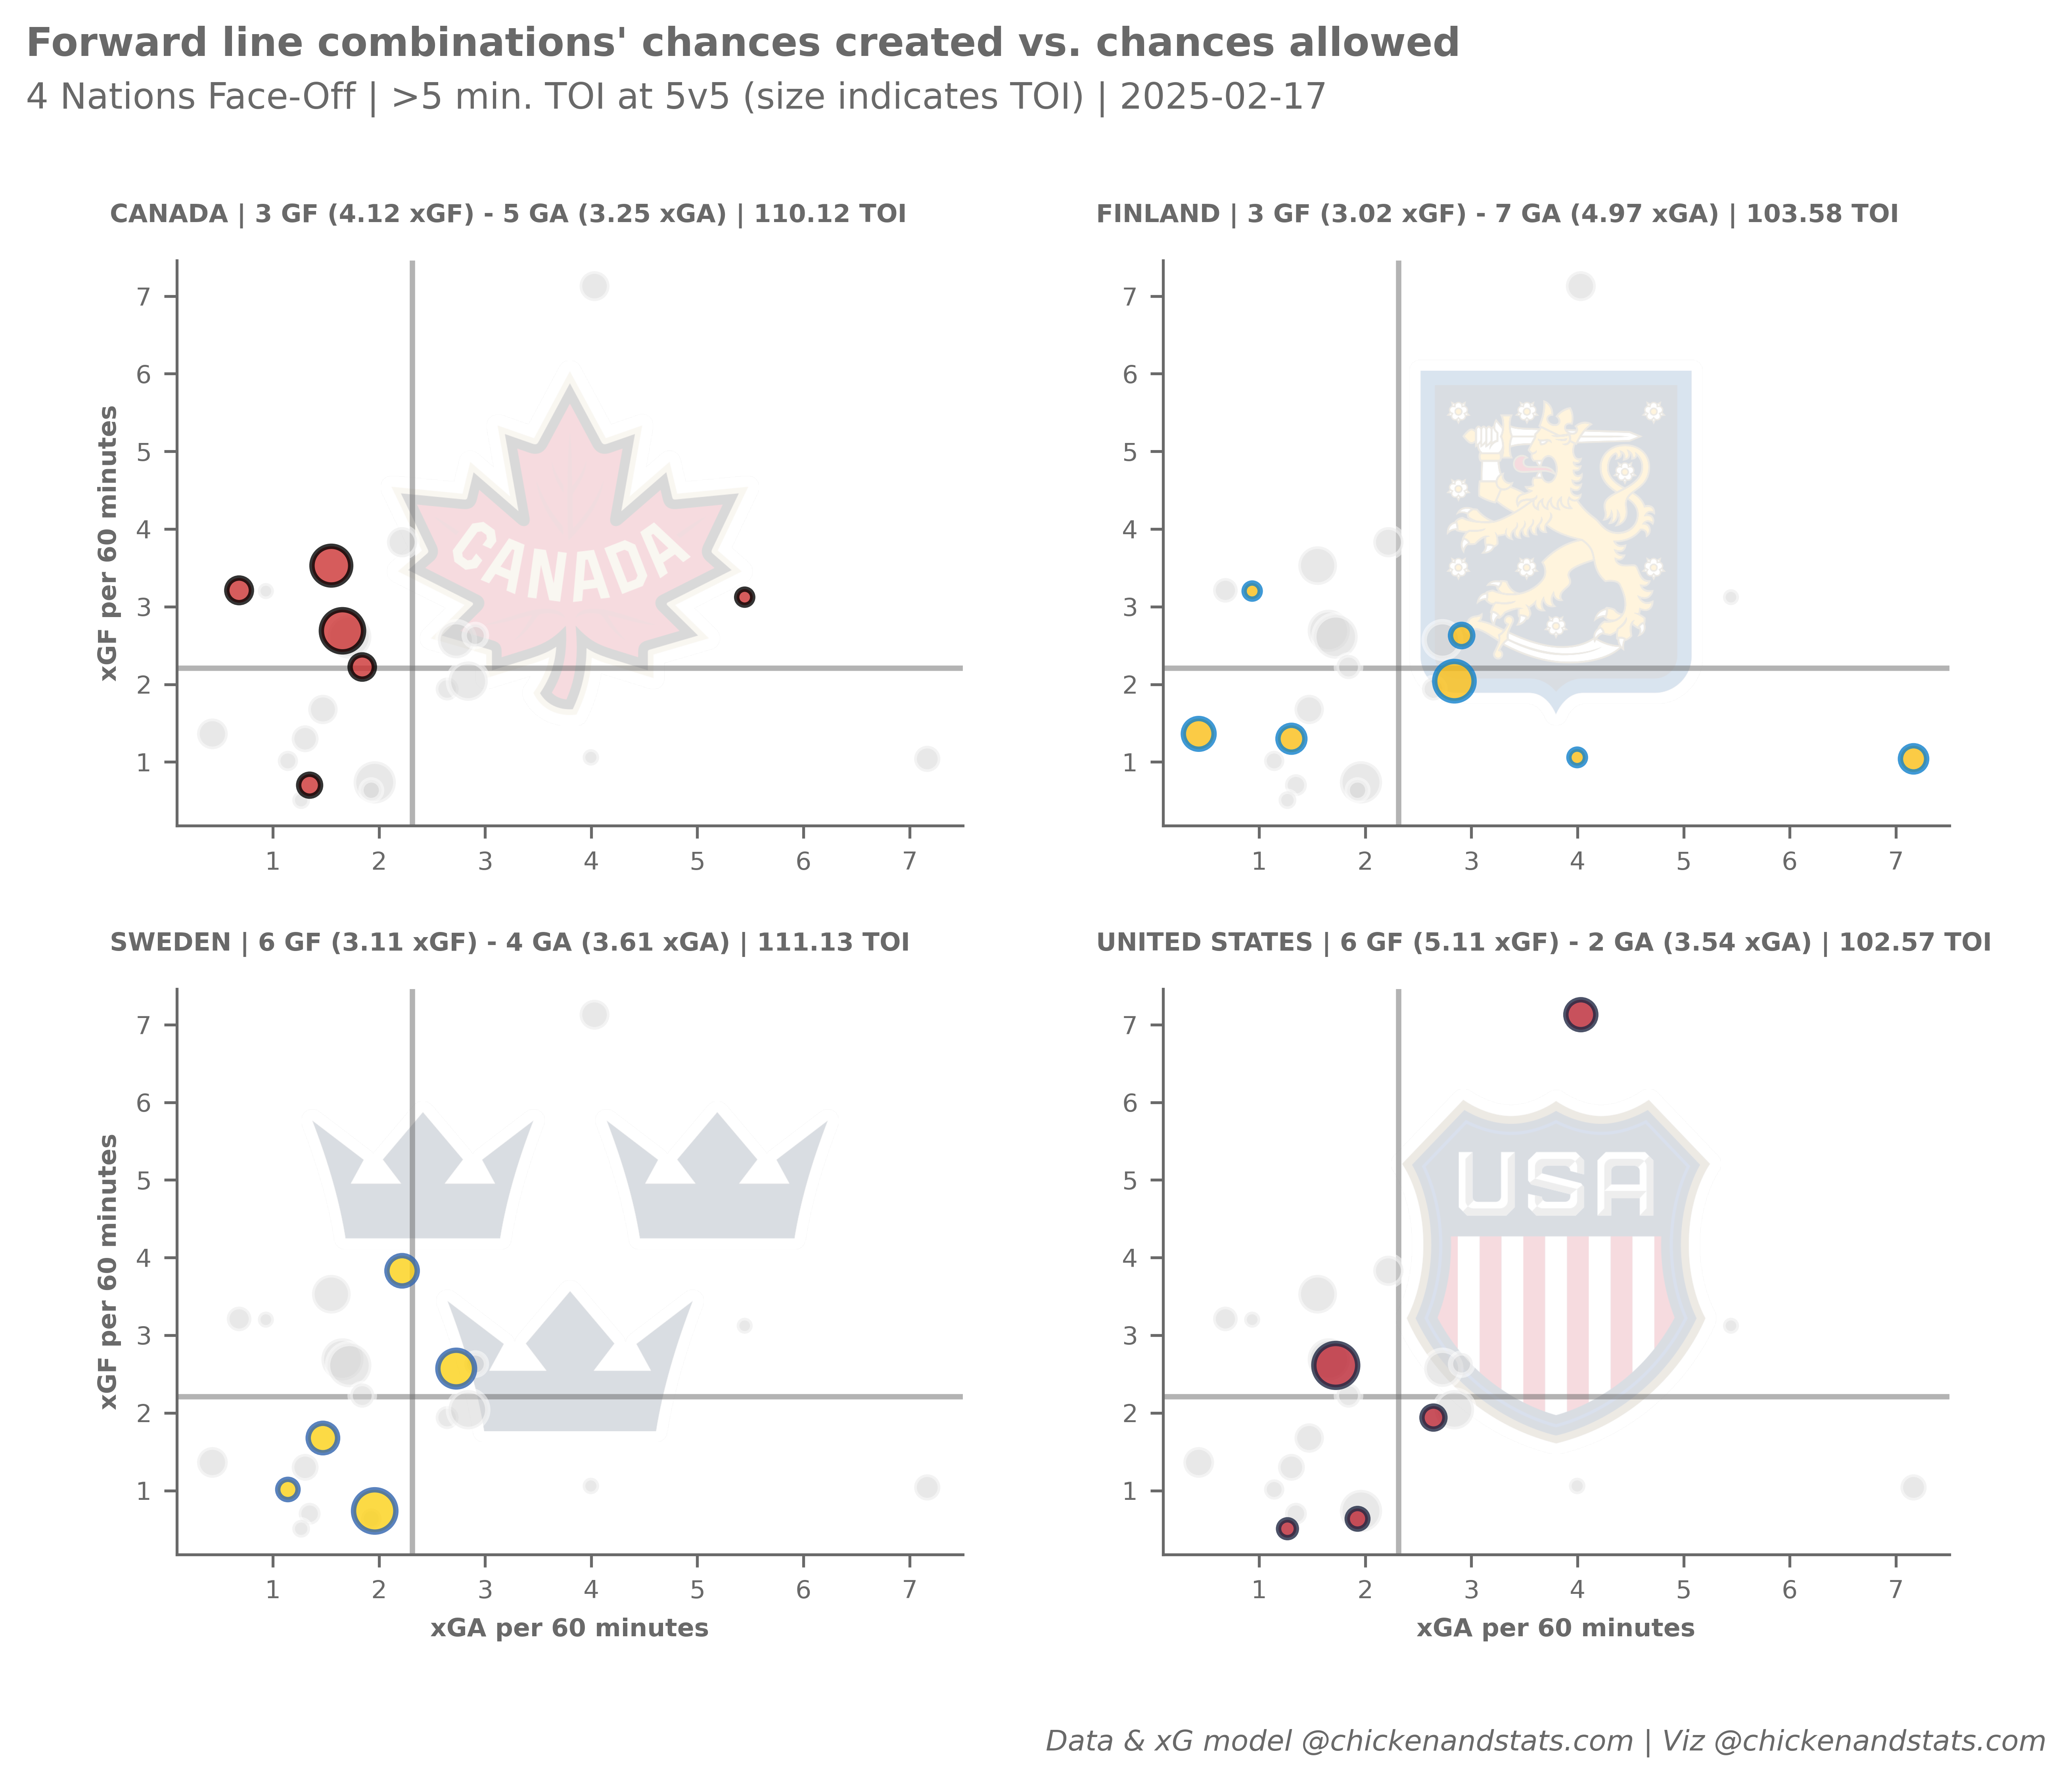 Forward line combinations' chances created vs. chances allowed
4 Nations Face-Off | >5 min. TOI at 5v5 (size indicates TOI) | 2025-02-17
CANADA | 3 GF (4.12 xGF) - 5 GA (3.25 xGA) | 110.12 TOI
xGF per 60 minutes
7
6
5
4
3
2
1
CANADA
1 2 3 4 5 6 7
FINLAND | 3 GF (3.02 xGF) - 7 GA (4.97 xGA) | 103.58 TOI
7
6
5
4
3
2
1
1 2 3 4 5 6 7
SWEDEN | 6 GF (3.11 xGF) - 4 GA (3.61 xGA) | 111.13 TOI
xGF per 60 minutes
7
6
5
4
3
2
1
1 2 3 4 5 6 7
xGA per 60 minutes
UNITED STATES | 6 GF (5.11 xGF) - 2 GA (3.54 xGA) | 102.57 TOI
7
6
5
4
3
2
1
USA
1 2 3 4 5 6 7
xGA per 60 minutes
Data & xG model @chickenandstats.com | Viz @chickenandstats.com